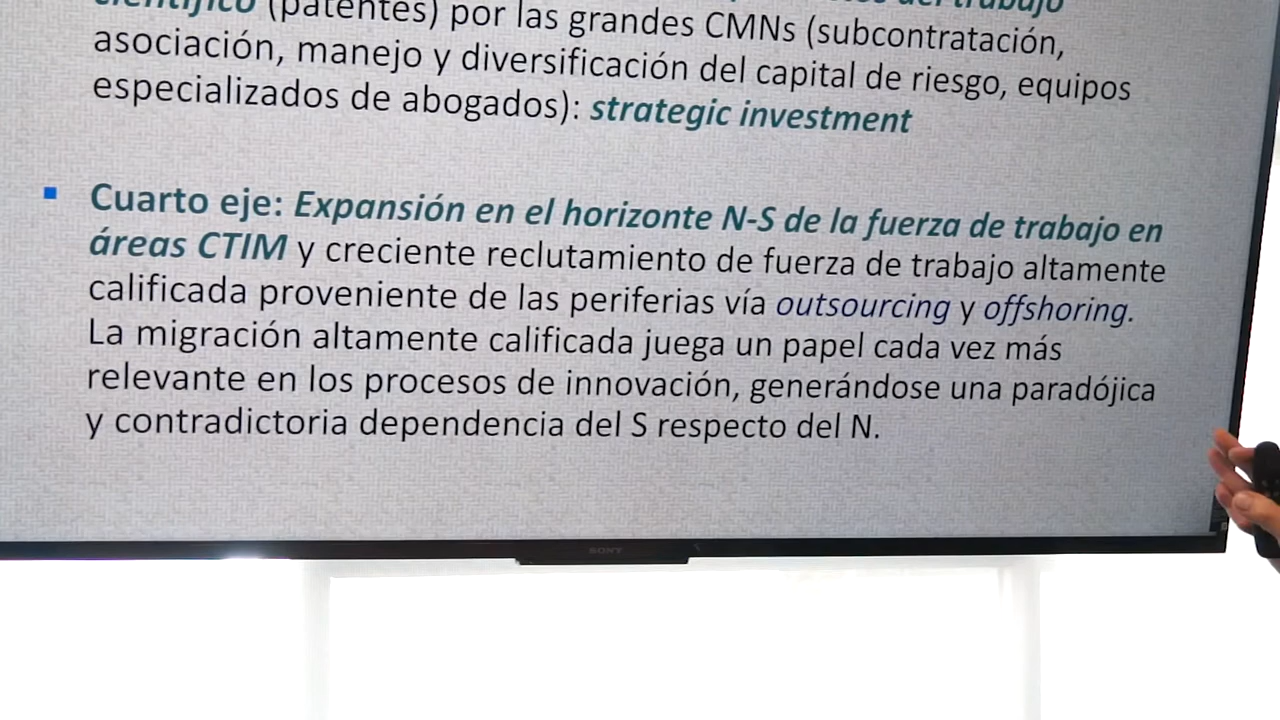 científico (patentes) por las grandes CMNs (subcontratación,
asociación, manejo y diversificación del capital de riesgo, equipos
especializados de abogados): strategic investment
▪ Cuarto eje: Expansión en el horizonte N-S de la fuerza de trabajo en
áreas CTIM y creciente reclutamiento de fuerza de trabajo altamente
calificada proveniente de las periferias vía outsourcing y offshoring.
La migración altamente calificada juega un papel cada vez más
relevante en los procesos de innovación, generándose una paradójica
y contradictoria dependencia del S respecto del N.
SONY